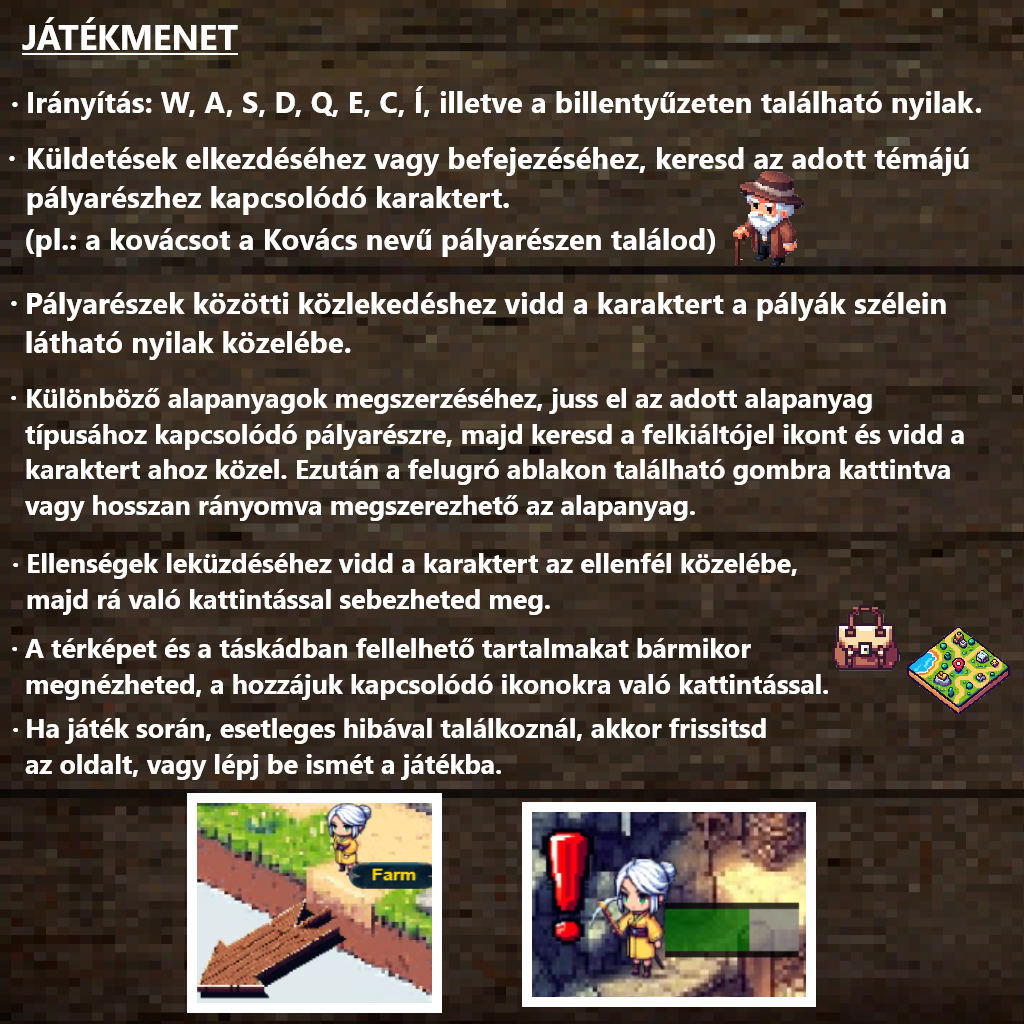 JÁTÉKMENET
· Irányítás: W, A, S, D, Q, E, C, Í, illetve a billentyűzeten található nyilak.
· Küldetések elkezdéséhez vagy befejezéséhez, keresd az adott témájú
pályarészhez kapcsolódó karaktert.
(pl.: a kovácsot a Kovács nevű pályarészen találod)
· Pályarészek közötti közlekedéshez vidd a karaktert a pályák szélein
látható nyilak közelébe.
· Különböző alapanyagok megszerzéséhez, juss el az adott alapanyag
típusához kapcsolódó pályarészre, majd keresd a felkiáltójel ikont és vidd a
karaktert ahoz közel. Ezután a felugró ablakon található gombra kattintva
vagy hosszan rányomva megszerezhető az alapanyag.
· Ellenségek leküzdéséhez vidd a karaktert az ellenfél közelébe,
majd rá való kattintással sebezheted meg.
· A térképet és a táskádban fellelhető tartalmakat bármikor
megnézheted, a hozzájuk kapcsolódó ikonokra való kattintással.
· Ha játék során, esetleges hibával találkoznál, akkor frissitsd
az oldalt, vagy lépj be ismét a játékba.
Farm